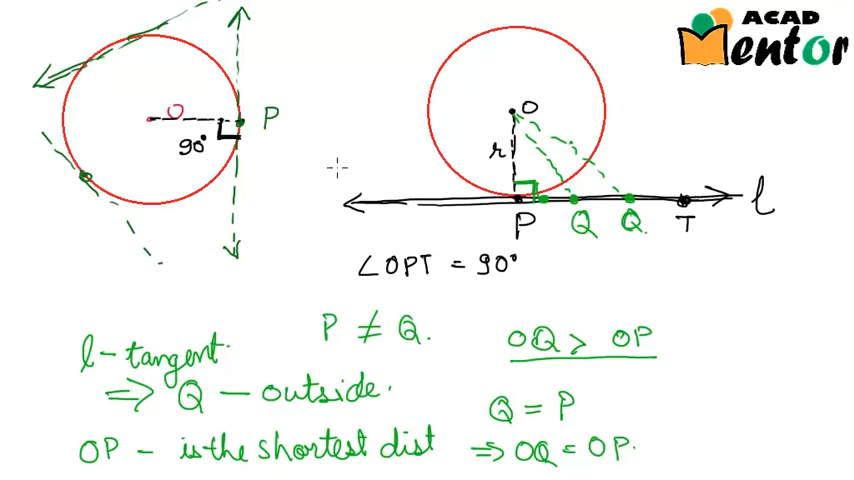 ACAD
Mentor
O
P
90°
O
r
P
Q
Q.
T
l
∠OPT = 90°
l - tangent.
P ≠ Q.
OQ > OP
⇒ Q - outside.
Q = P
OP - is the shortest dist
⇒ OQ = OP.